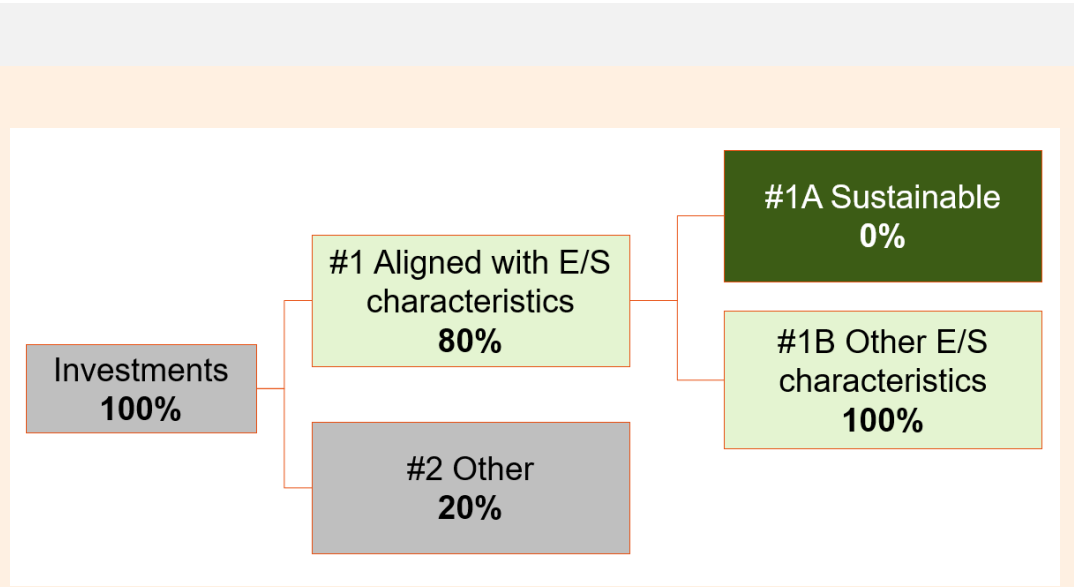 Investments
100%
#1 Aligned with E/S
characteristics
80%
#2 Other
20%
#1A Sustainable
0%
#1B Other E/S
characteristics
100%